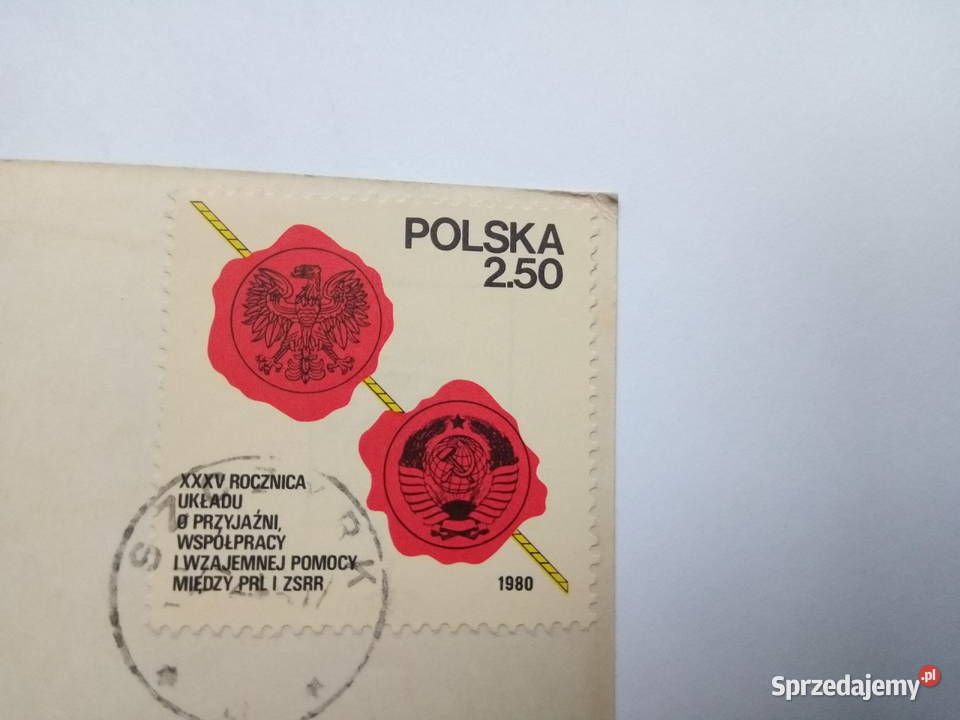 POLSKA
2.50
XXXV ROCZNICA
UKŁADU
O PRZYJAŹNI,
WSPÓŁPRACY
I WZAJEMNEJ POMOCY
MIĘDZY PRL I ZSRR
1980
Sprzedajemy.pl